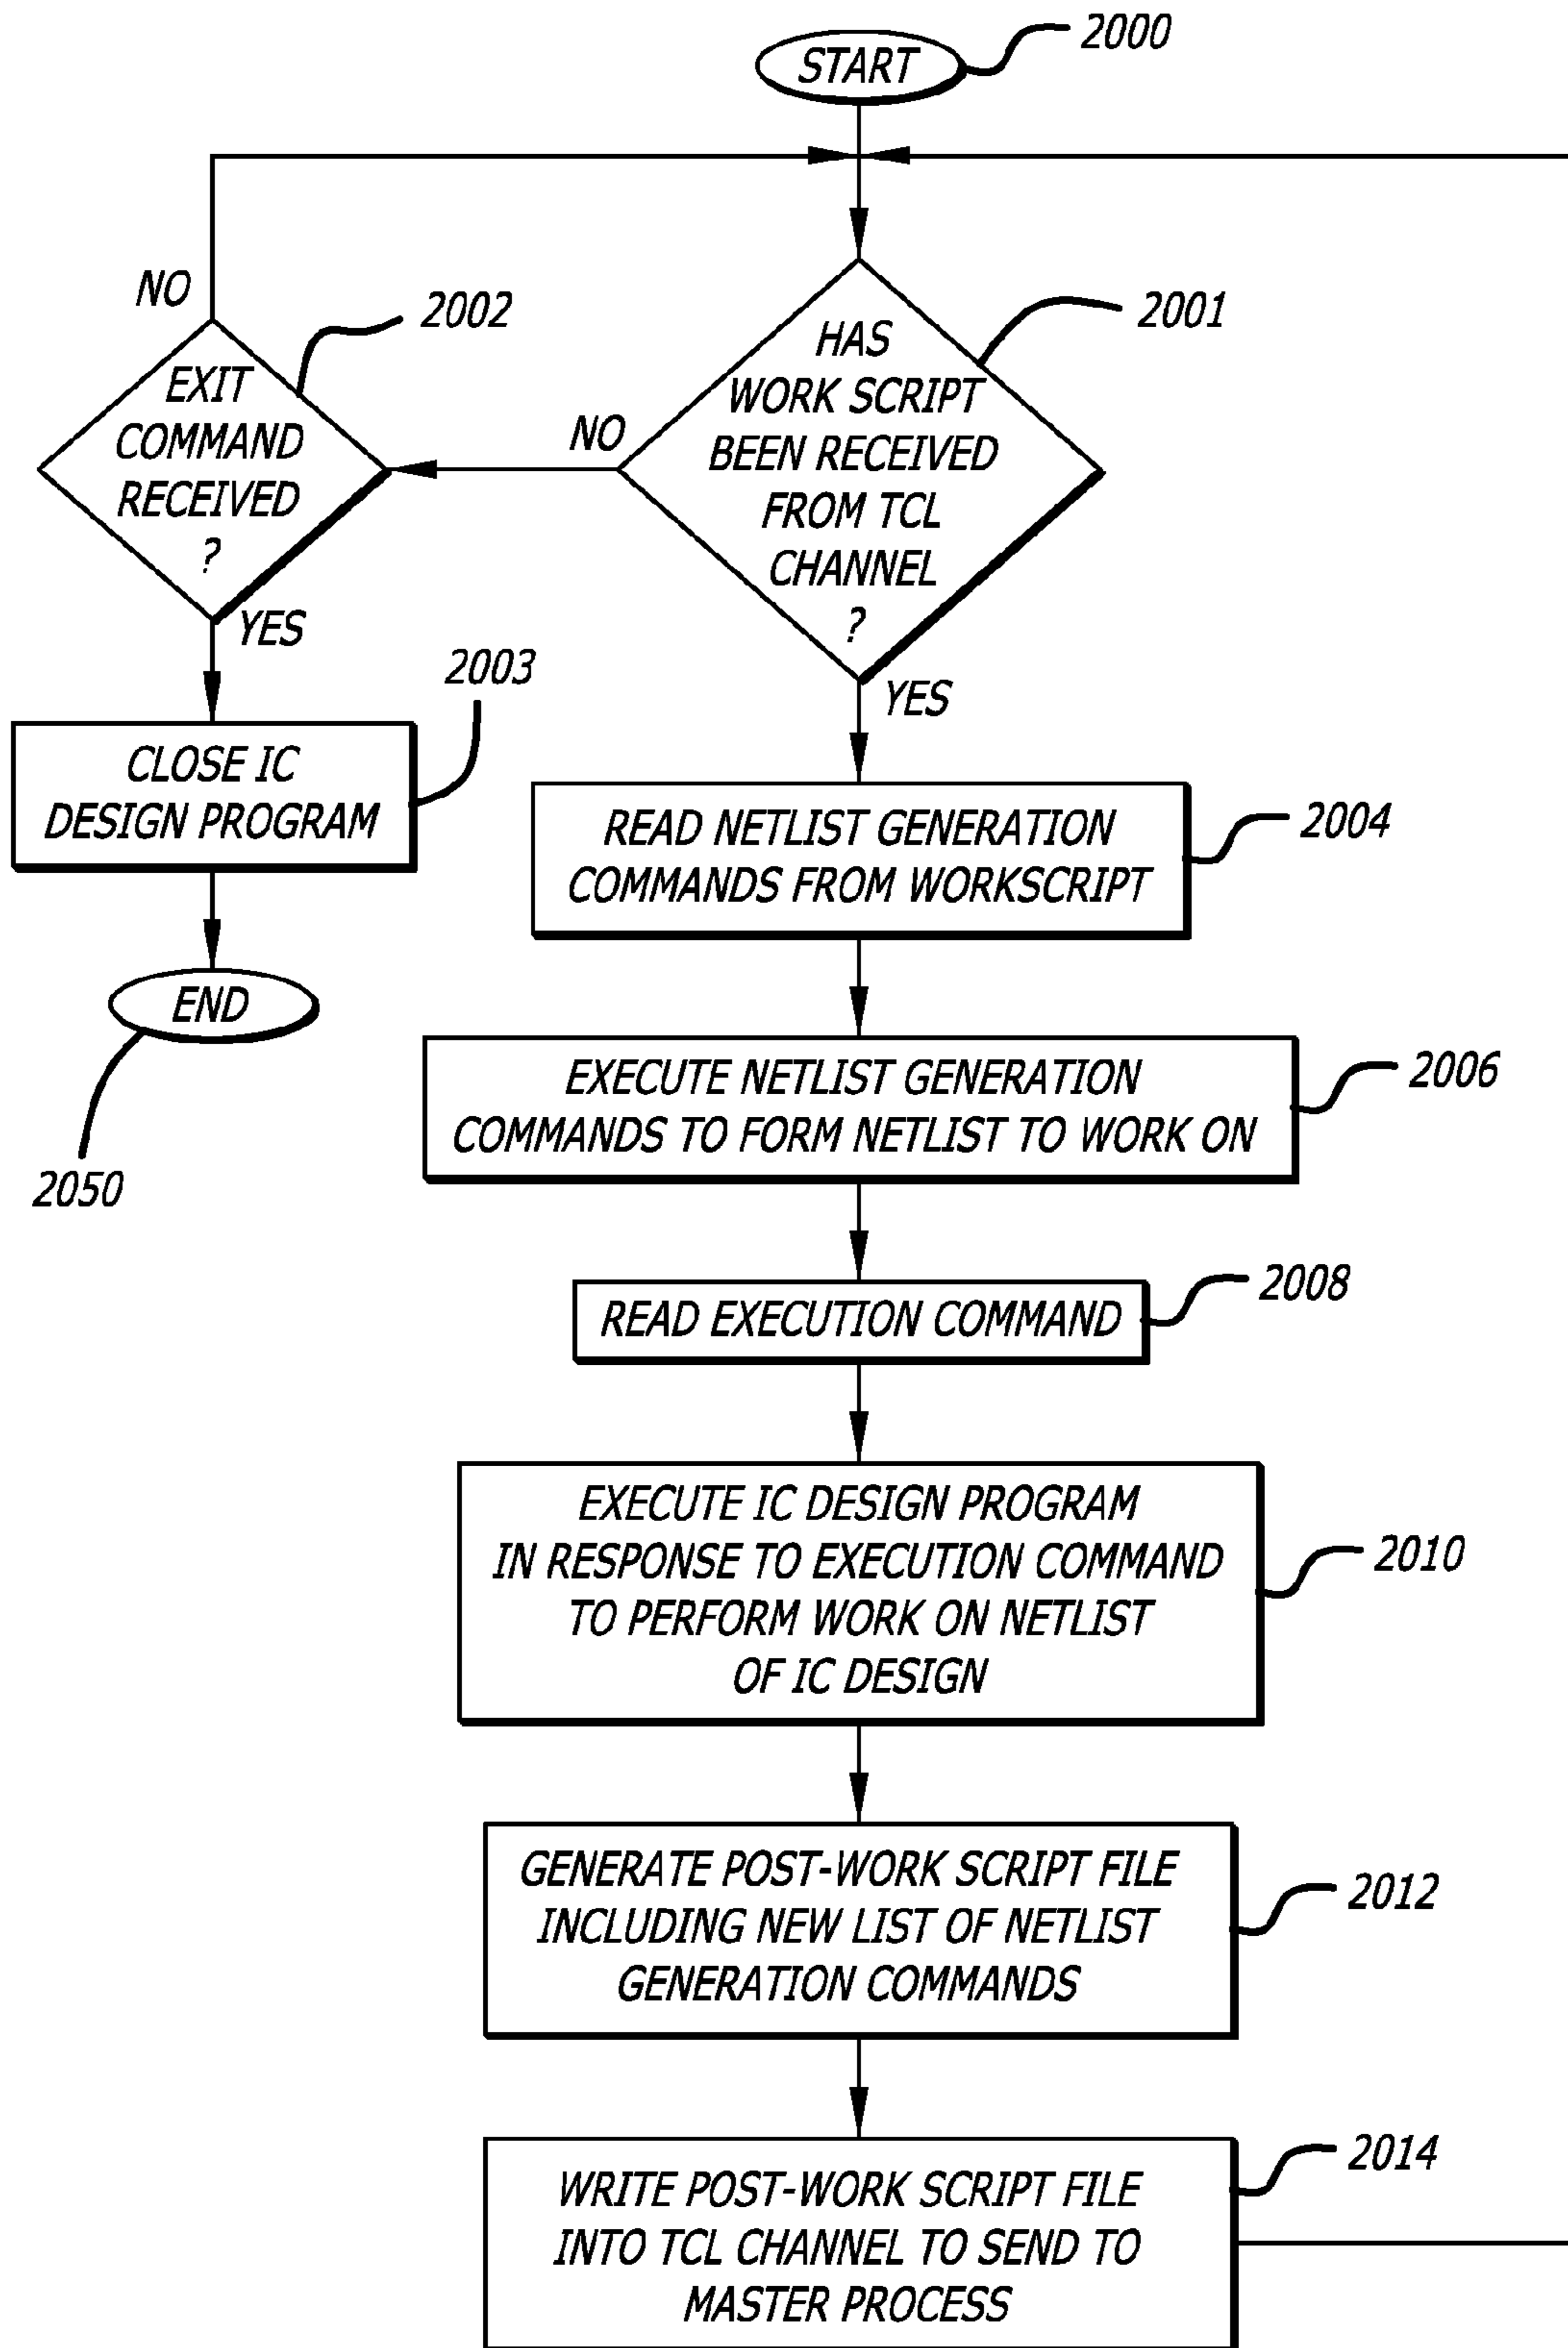 START
2000
NO
2002
2001
HAS
WORK SCRIPT
BEEN RECEIVED
FROM TCL
CHANNEL
?
EXIT
COMMAND
RECEIVED
?
NO
YES
YES
2003
CLOSE IC
DESIGN PROGRAM
END
2050
READ NETLIST GENERATION
COMMANDS FROM WORKSCRIPT
2004
EXECUTE NETLIST GENERATION
COMMANDS TO FORM NETLIST TO WORK ON
2006
READ EXECUTION COMMAND
2008
EXECUTE IC DESIGN PROGRAM
IN RESPONSE TO EXECUTION COMMAND
TO PERFORM WORK ON NETLIST
OF IC DESIGN
2010
GENERATE POST-WORK SCRIPT FILE
INCLUDING NEW LIST OF NETLIST
GENERATION COMMANDS
2012
WRITE POST-WORK SCRIPT FILE
INTO TCL CHANNEL TO SEND TO
MASTER PROCESS
2014